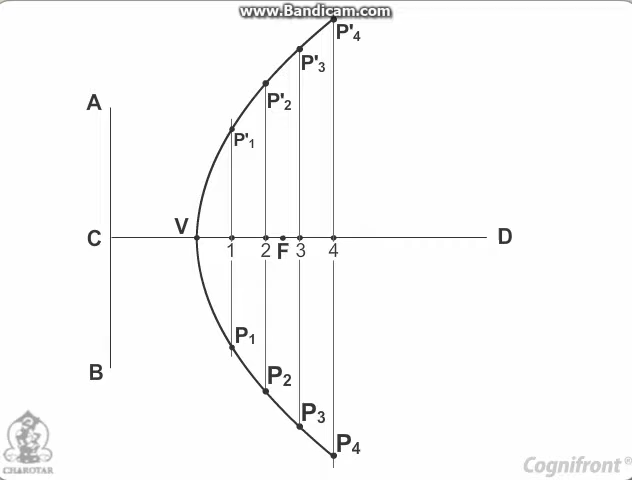 www.Bandicam.com
P'4
P'3
A
P'2
P'1
V
C
D
1
2
F
3
4
P1
B
P2
P3
P4
CHAROTAR
Cognifront®